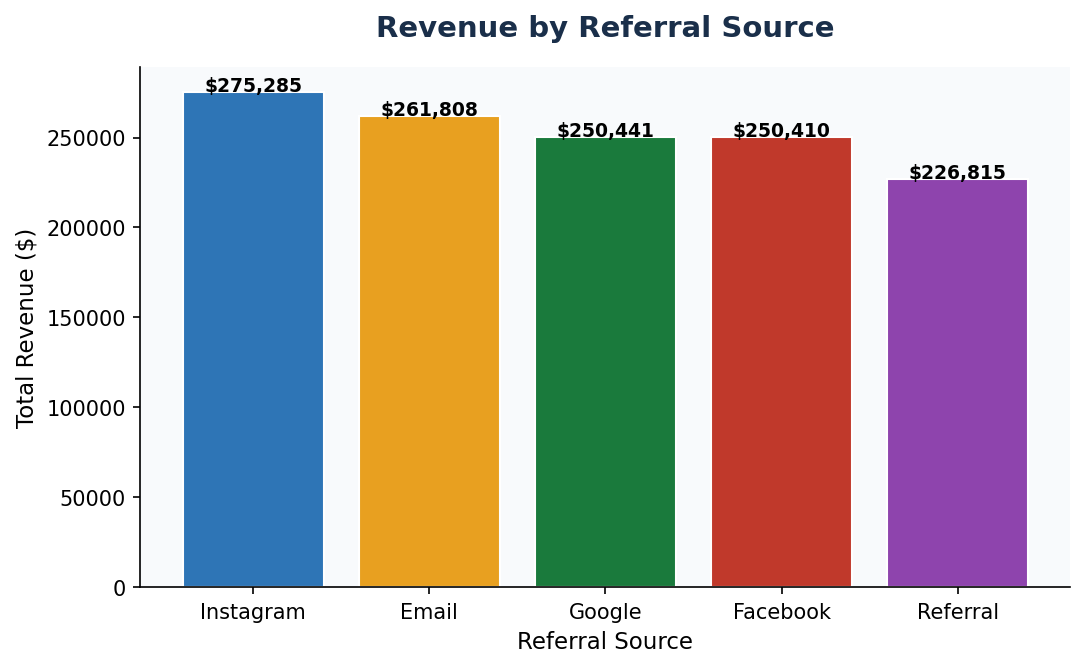 Revenue by Referral Source
$275,285
$261,808
$250,441
$250,410
$226,815
250000
200000
150000
100000
50000
0
Total Revenue ($)
Instagram Email Google Facebook Referral
Referral Source